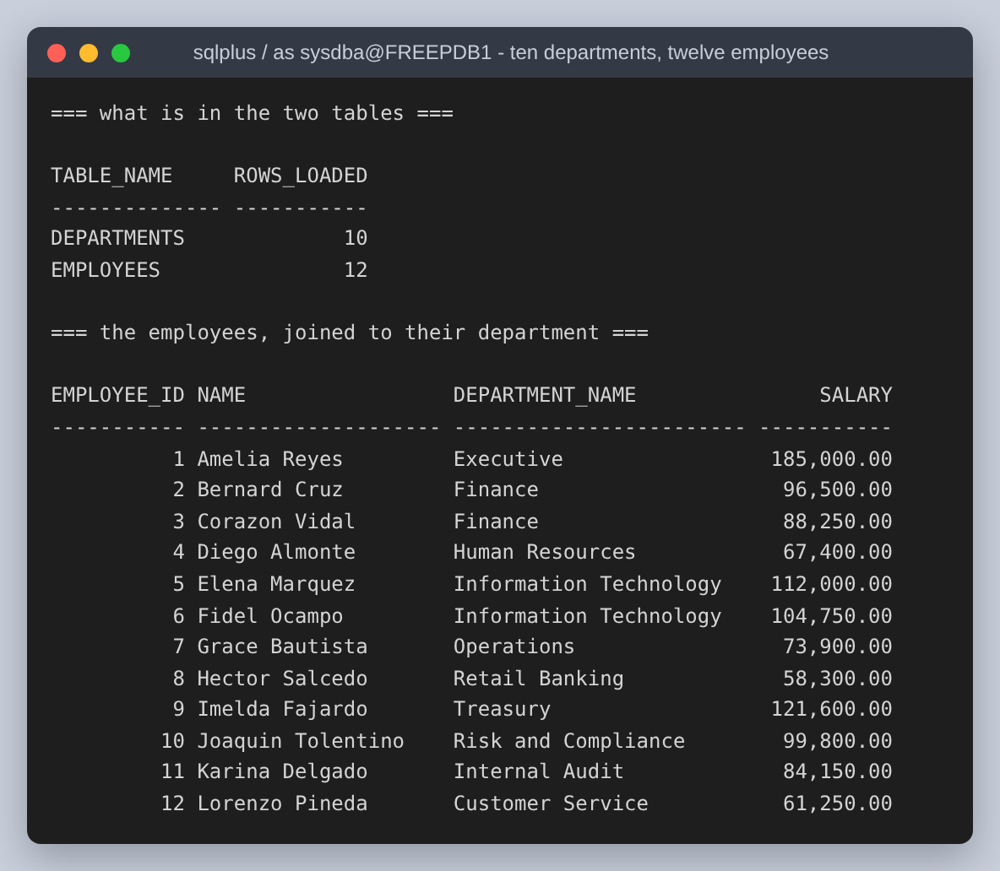 sqlplus / as sysdba@FREEPDB1 - ten departments, twelve employees
=== what is in the two tables ===
TABLE_NAME     ROWS_LOADED
-------------- -----------
DEPARTMENTS             10
EMPLOYEES               12
=== the employees, joined to their department ===
EMPLOYEE_ID NAME                 DEPARTMENT_NAME               SALARY
----------- -------------------- ------------------------ -----------
          1 Amelia Reyes         Executive                 185,000.00
          2 Bernard Cruz         Finance                    96,500.00
          3 Corazon Vidal        Finance                    88,250.00
          4 Diego Almonte        Human Resources            67,400.00
          5 Elena Marquez        Information Technology    112,000.00
          6 Fidel Ocampo         Information Technology    104,750.00
          7 Grace Bautista       Operations                 73,900.00
          8 Hector Salcedo       Retail Banking             58,300.00
          9 Imelda Fajardo       Treasury                  121,600.00
         10 Joaquin Tolentino    Risk and Compliance        99,800.00
         11 Karina Delgado       Internal Audit             84,150.00
         12 Lorenzo Pineda       Customer Service           61,250.00